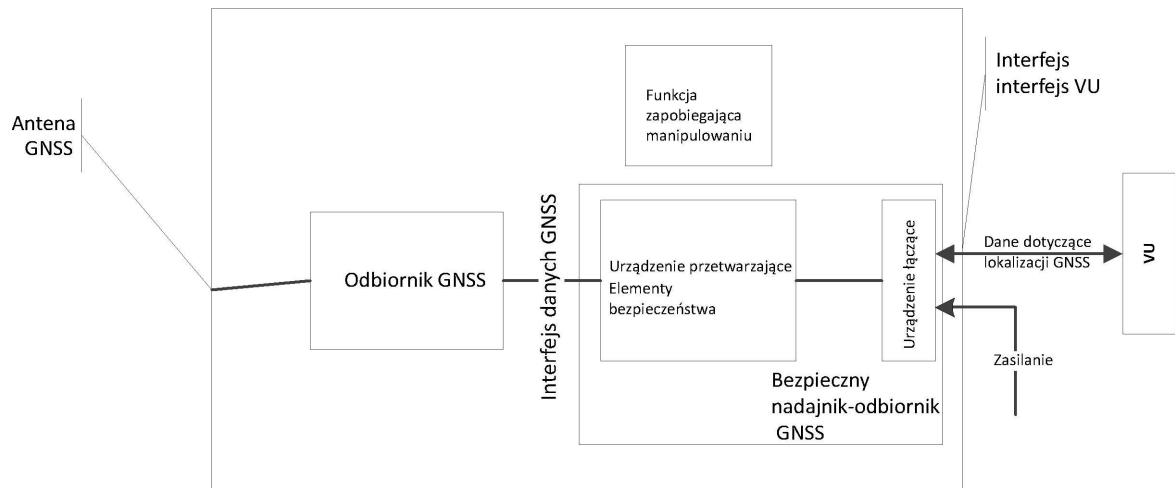 Interfejs
interfejs VU
Funkcja
zapobiegająca
manipulowaniu
Antena
GNSS
Odbiornik GNSS
Interfejs danych GNSS
Urządzenie przetwarzające
Elementy
bezpieczeństwa
Urządzenie łączące
Dane dotyczące
lokalizacji GNSS
VU
Zasilanie
Bezpieczny
nadajnik-odbiornik
GNSS